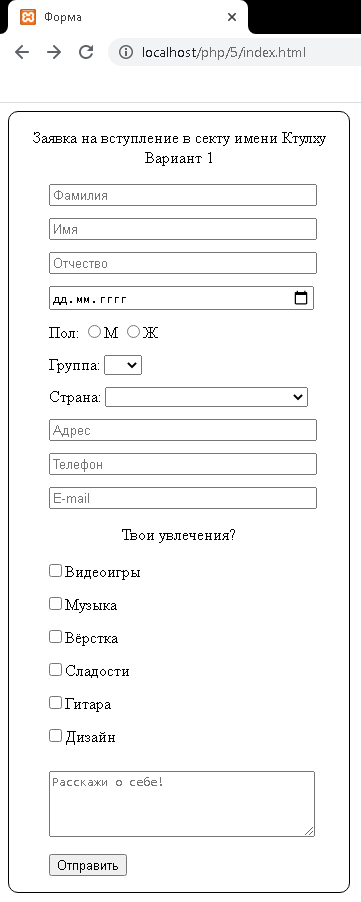 Форма
localhost/php/5/index.html
Заявка на вступление в секту имени Ктулху
Вариант 1
Фамилия
Имя
Отчество
дд.мм.гггг
Пол: М Ж
Группа:
Страна:
Адрес
Телефон
E-mail
Твои увлечения?
Видеоигры
Музыка
Вёрстка
Сладости
Гитара
Дизайн
Расскажи о себе!
Отправить